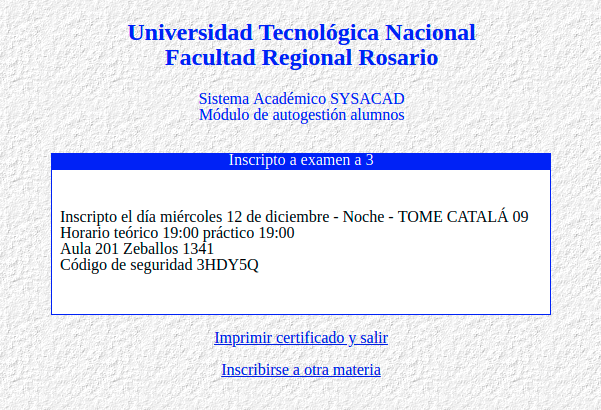 Universidad Tecnológica Nacional
Facultad Regional Rosario
Sistema Académico SYSACAD
Módulo de autogestión alumnos
Inscripto a examen a 3
Inscripto el día miércoles 12 de diciembre - Noche - TOME CATALÁ 09
Horario teórico 19:00 práctico 19:00
Aula 201 Zeballos 1341
Código de seguridad 3HDY5Q
Imprimir certificado y salir
Inscribirse a otra materia